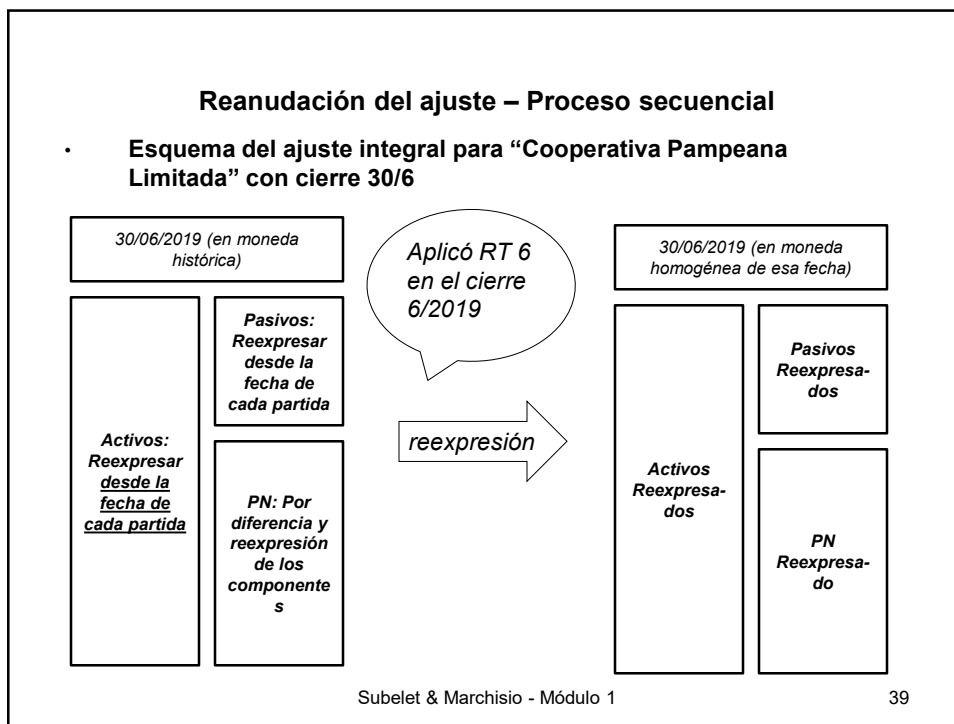 Reanudación del ajuste – Proceso secuencial
• Esquema del ajuste integral para “Cooperativa Pampeana
Limitada” con cierre 30/6
30/06/2019 (en moneda
histórica)
Activos:
Reexpresar
desde la
fecha de
cada partida
Pasivos:
Reexpresar
desde la
fecha de
cada partida
PN: Por
diferencia y
reexpresión
de los
componente
s
Aplicó RT 6
en el cierre
6/2019
reexpresión
30/06/2019 (en moneda
homogénea de esa fecha)
Activos
Reexpresa-
dos
Pasivos
Reexpresa-
dos
PN
Reexpresa-
do
Subelet & Marchisio - Módulo 1
39